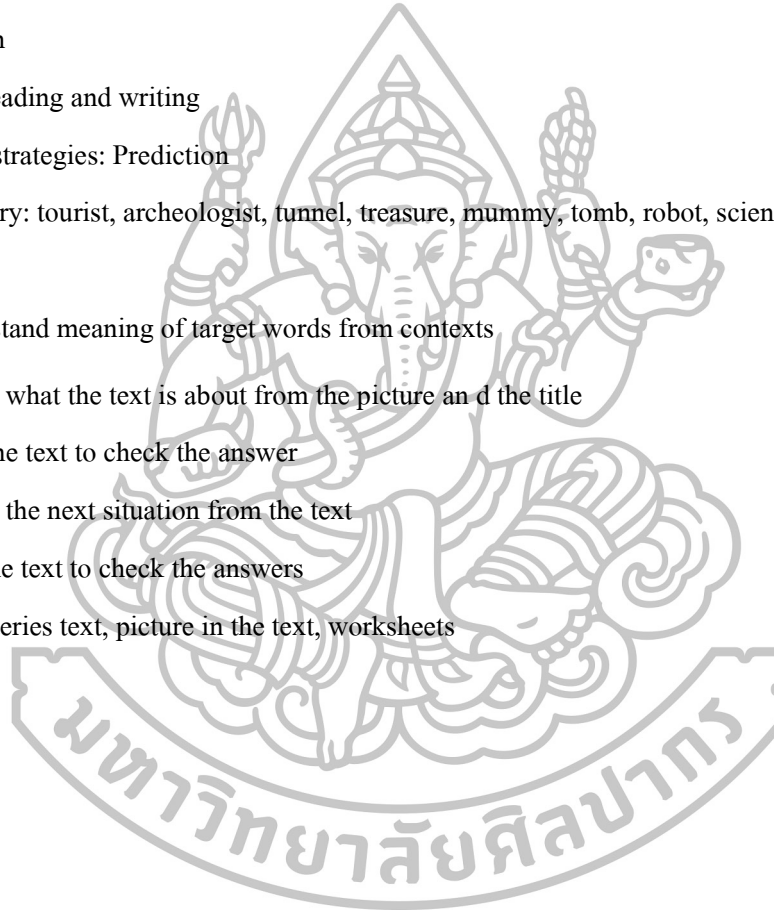 n
eading and writing
strategies: Prediction
ry: tourist, archeologist, tunnel, treasure, mummy, tomb, robot, scien
tand meaning of target words from contexts
what the text is about from the picture an d the title
he text to check the answer
the next situation from the text
he text to check the answers
eries text, picture in the text, worksheets
มหาวิทยาลัยศิลปากร